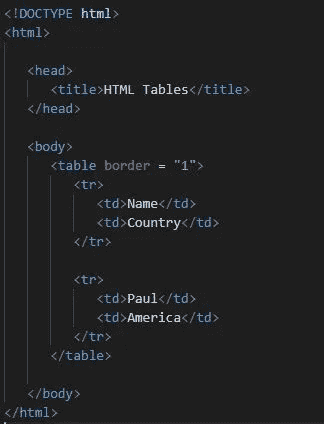 <!DOCTYPE html>
<html>
<head>
<title>HTML Tables</title>
</head>
<body>
<table border = "1">
<tr>
<td>Name</td>
<td>Country</td>
</tr>
<tr>
<td>Paul</td>
<td>America</td>
</tr>
</table>
</body>
</html>